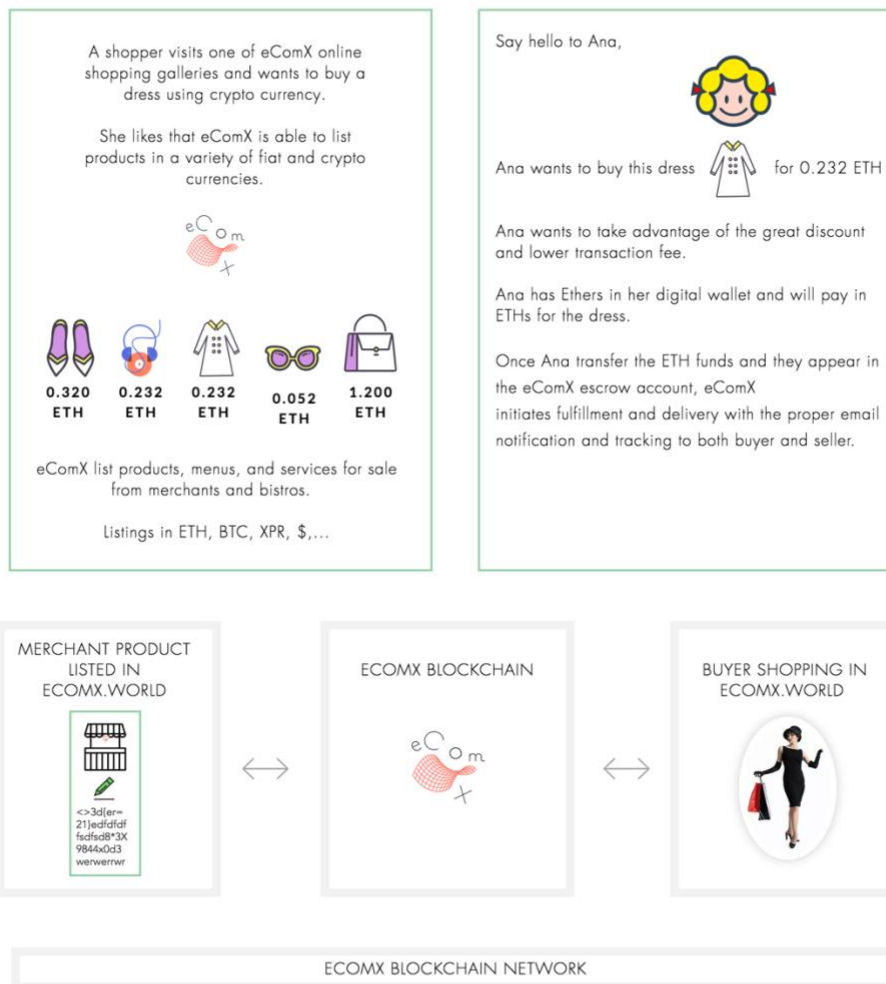 A shopper visits one of eComX online
shopping galleries and wants to buy a
dress using crypto currency.
She likes that eComX is able to list
products in a variety of fiat and crypto
currencies.
eCom
X
0.320
ETH
0.232
ETH
0.232
ETH
0.052
ETH
1.200
ETH
eComX list products, menus, and services for sale
from merchants and bistros.
Listings in ETH, BTC, XPR, $,...
Say hello to Ana,
Ana wants to buy this dress for 0.232 ETH
Ana wants to take advantage of the great discount
and lower transaction fee.
Ana has Ethers in her digital wallet and will pay in
ETHs for the dress.
Once Ana transfer the ETH funds and they appear in
the eComX escrow account, eComX
initiates fulfillment and delivery with the proper email
notification and tracking to both buyer and seller.
MERCHANT PRODUCT
LISTED IN
ECOMX.WORLD
<>3d(er=
21)edfdfdf
fsdfsd8*3X
9844x0d3
werwerrwr
ECOMX BLOCKCHAIN
eCom
X
BUYER SHOPPING IN
ECOMX.WORLD
ECOMX BLOCKCHAIN NETWORK